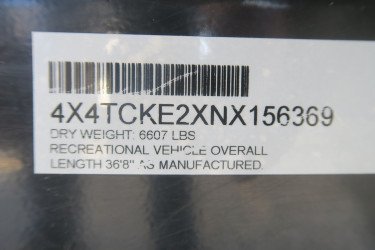 4X4TCKE2XNX156369
DRY WEIGHT: 6607 LBS
RECREATIONAL VEHICLE OVERALL
LENGTH 36'8" AS MANUFACTURED.